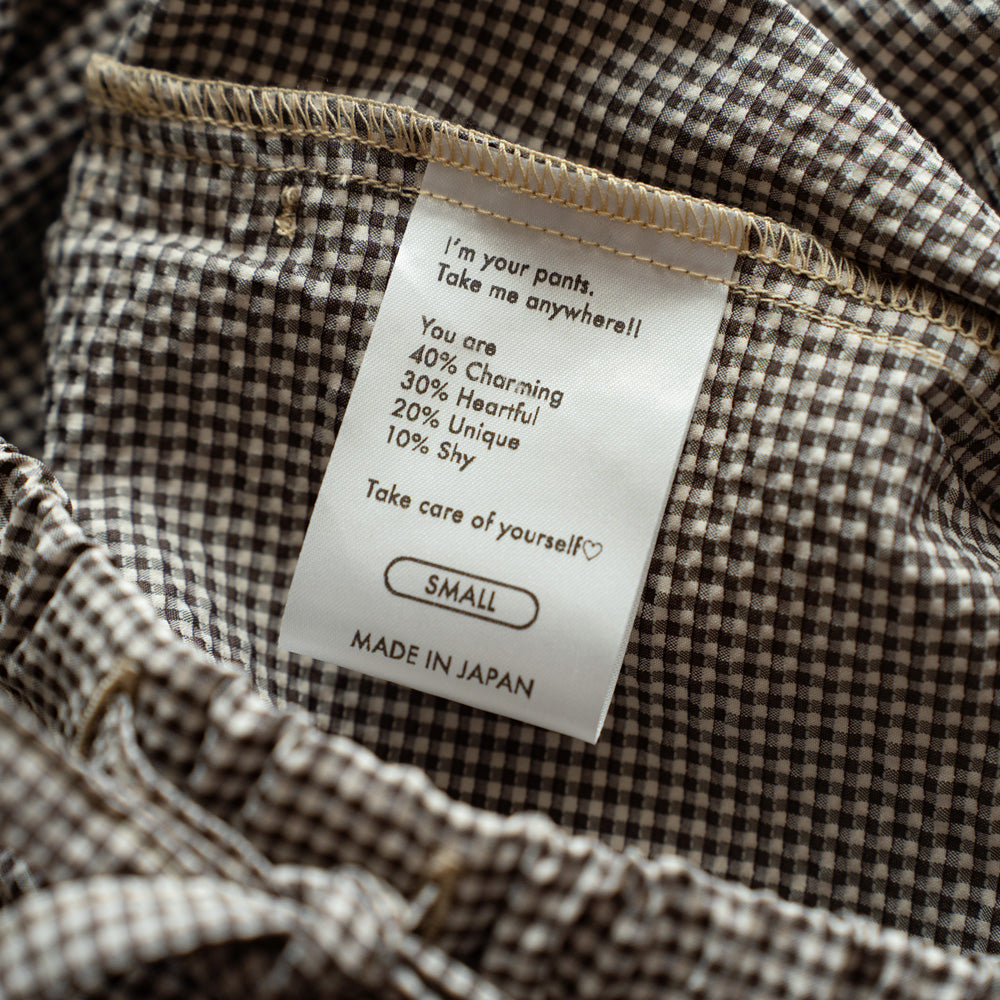 I'm your pants.
Take me anywhere!!
You are
40% Charming
30% Heartful
20% Unique
10% Shy
Take care of yourself♡
SMALL
MADE IN JAPAN